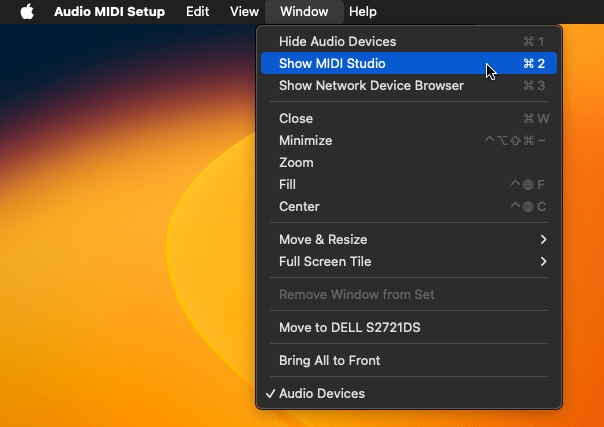 Audio MIDI Setup Edit View Window Help
Hide Audio Devices ⌘ 1
Show MIDI Studio ⌘ 2
Show Network Device Browser ⌘ 3
Close ⌘ W
Minimize ^⌥⇧⌘ −
Zoom
Fill ^🌐 F
Center ^🌐 C
Move & Resize
Full Screen Tile
Remove Window from Set
Move to DELL S2721DS
Bring All to Front
✓ Audio Devices